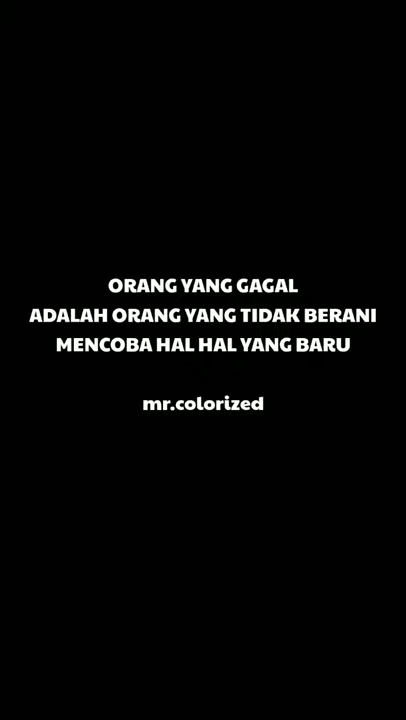 ORANG YANG GAGAL
ADALAH ORANG YANG TIDAK BERANI
MENCOBA HAL HAL YANG BARU
mr.colorized